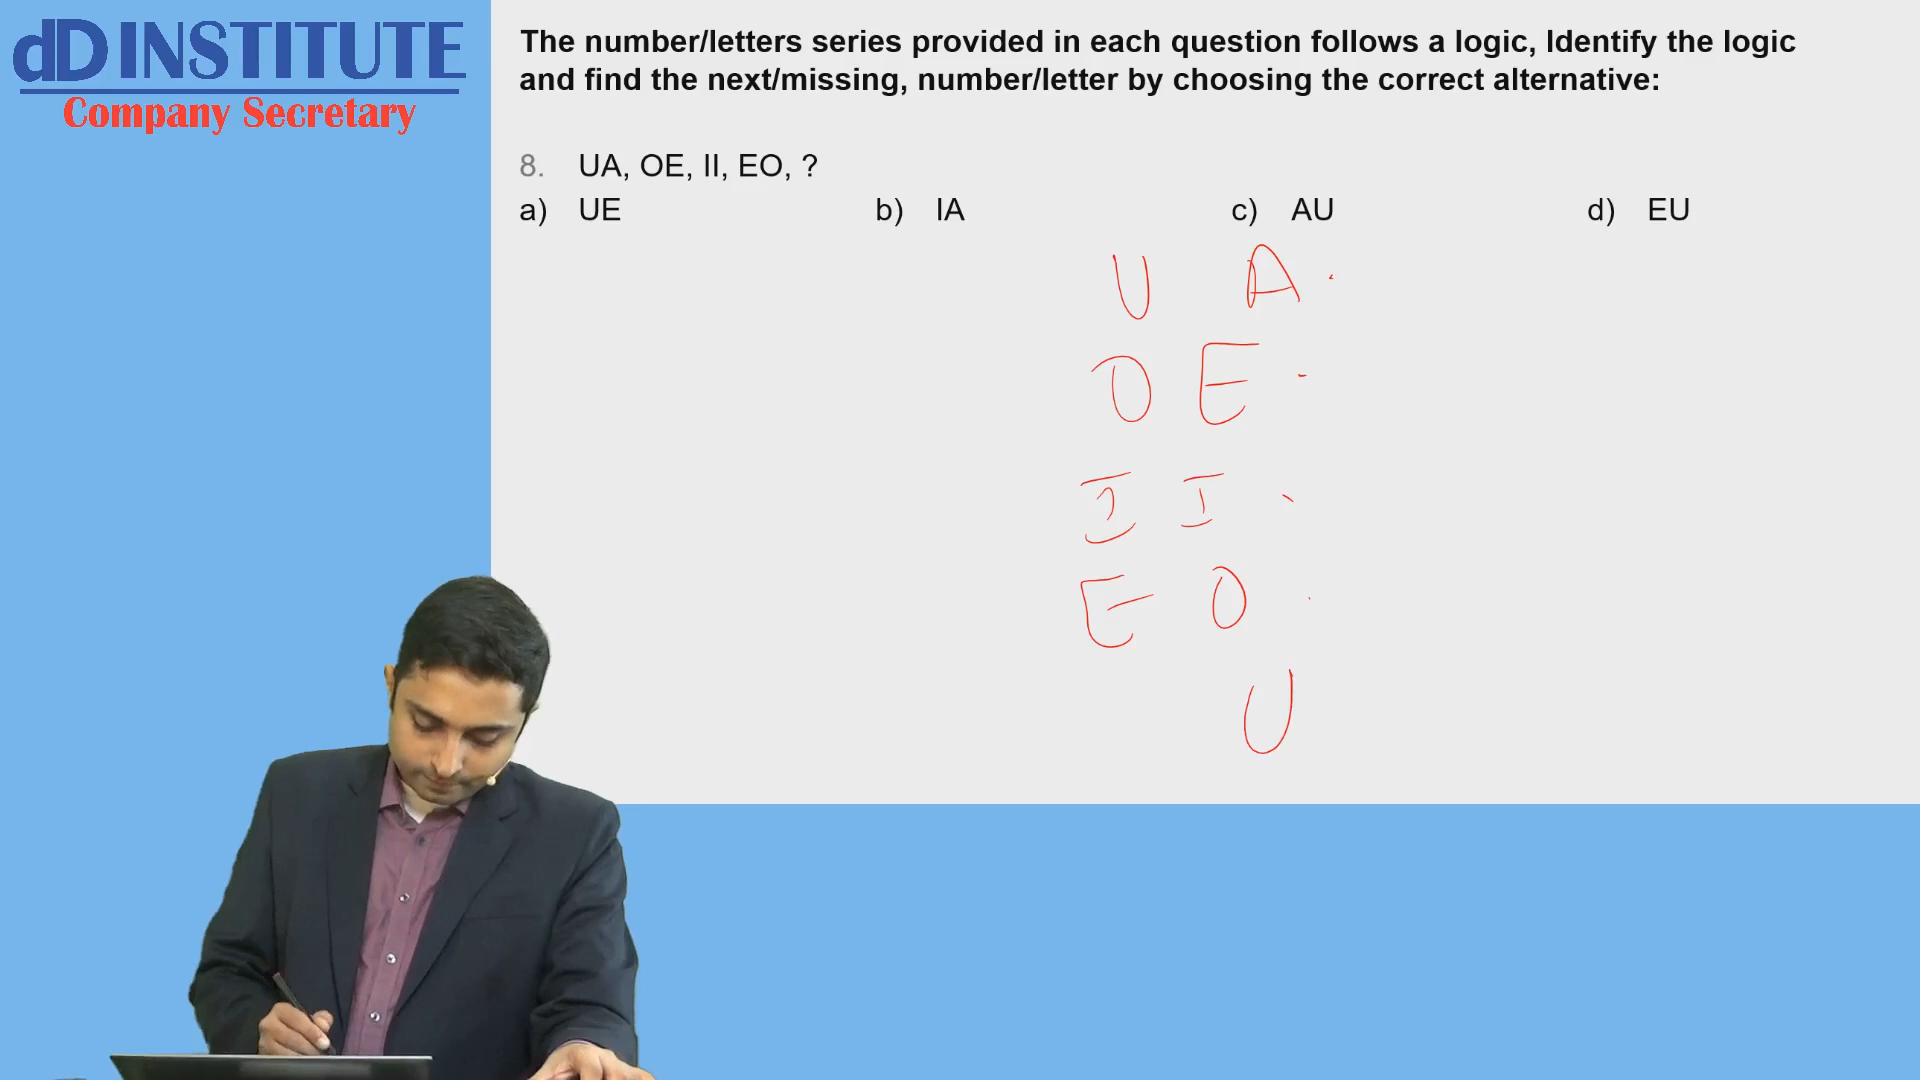 dD INSTITUTE
Company Secretary
The number/letters series provided in each question follows a logic, Identify the logic
and find the next/missing, number/letter by choosing the correct alternative:
8. UA, OE, II, EO, ?
a) UE b) IA c) AU d) EU
U A
O E
I I
E O
U